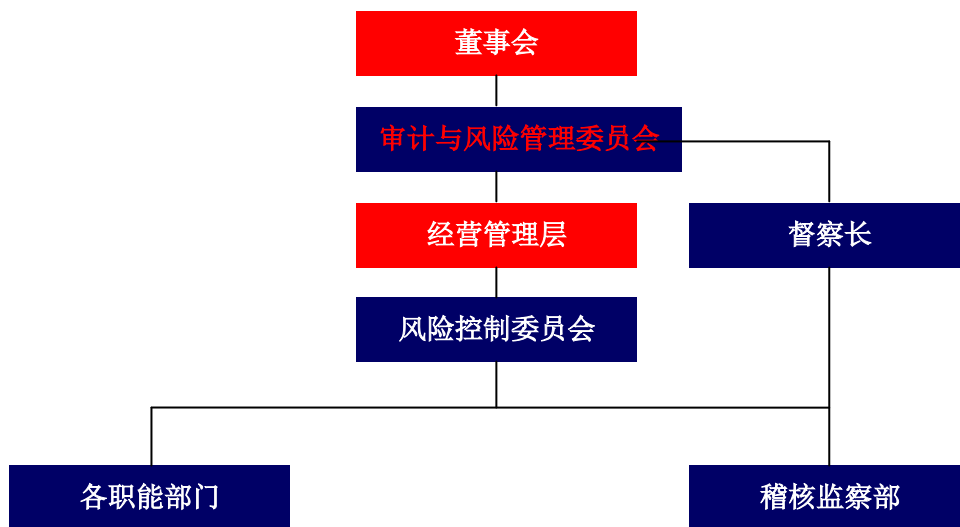 董事会
审计与风险管理委员会
经营管理层
督察长
风险控制委员会
各职能部门
稽核监察部